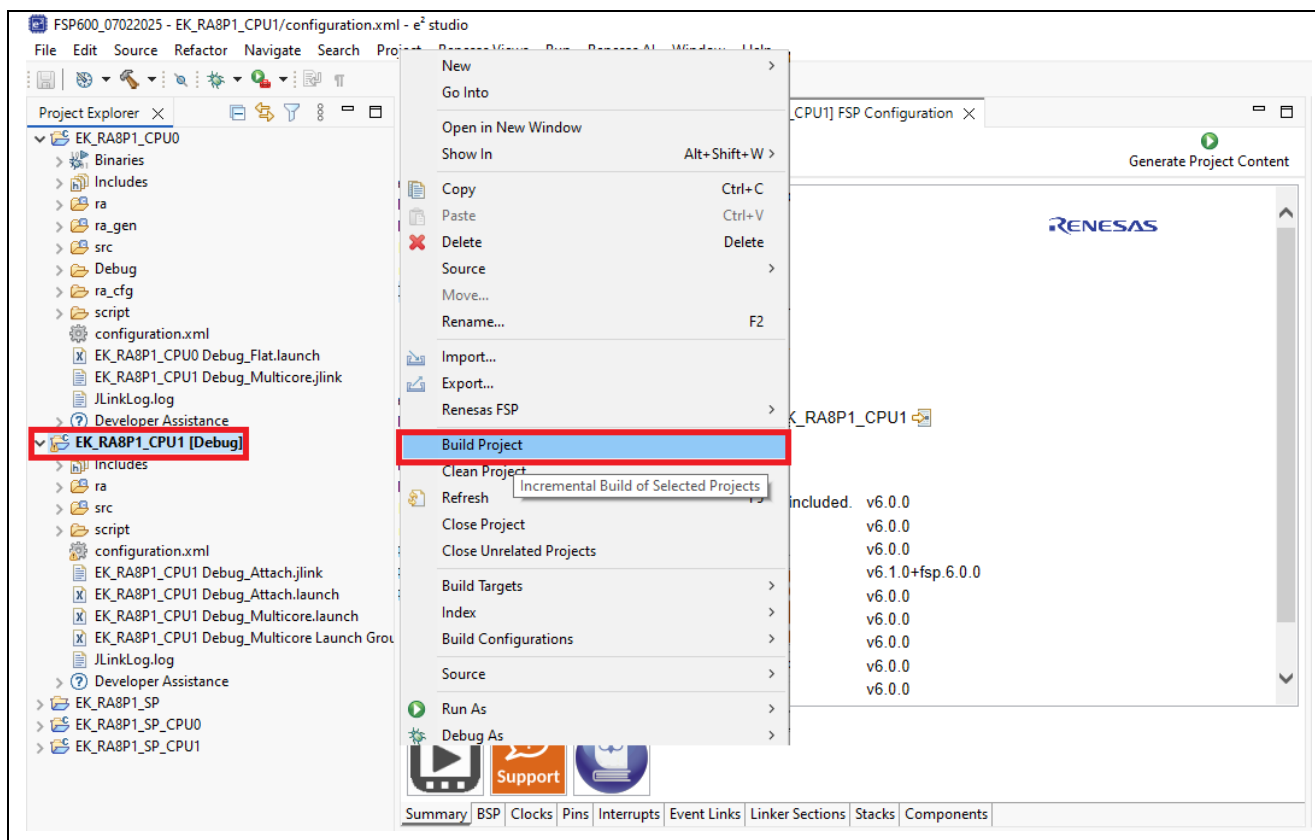 FSP600_07022025 - EK_RA8P1_CPU1/configuration.xml - e² studio
File Edit Source Refactor Navigate Search
Project Explorer
EK_RA8P1_CPU0
Binaries
Includes
ra
ra_gen
src
Debug
ra_cfg
script
configuration.xml
EK_RA8P1_CPU0 Debug_Flat.launch
EK_RA8P1_CPU1 Debug_Multicore.jlink
JLinkLog.log
Developer Assistance
EK_RA8P1_CPU1 [Debug]
Includes
ra
src
script
configuration.xml
EK_RA8P1_CPU1 Debug_Attach.jlink
EK_RA8P1_CPU1 Debug_Attach.launch
EK_RA8P1_CPU1 Debug_Multicore.launch
EK_RA8P1_CPU1 Debug_Multicore Launch Grou
JLinkLog.log
Developer Assistance
EK_RA8P1_SP
EK_RA8P1_SP_CPU0
EK_RA8P1_SP_CPU1
New
Go Into
Open in New Window
Show In Alt+Shift+W >
Copy Ctrl+C
Paste Ctrl+V
Delete Delete
Source
Move...
Rename... F2
Import...
Export...
Renesas FSP
Build Project
Clean Project
Incremental Build of Selected Projects
Refresh
Close Project
Close Unrelated Projects
Build Targets
Index
Build Configurations
Source
Run As
Debug As
_CPU1] FSP Configuration
Generate Project Content
RENESAS
K_RA8P1_CPU1
included. v6.0.0
v6.0.0
v6.0.0
v6.1.0+fsp.6.0.0
v6.0.0
v6.0.0
v6.0.0
v6.0.0
v6.0.0
Support
Summary BSP Clocks Pins Interrupts Event Links Linker Sections Stacks Components